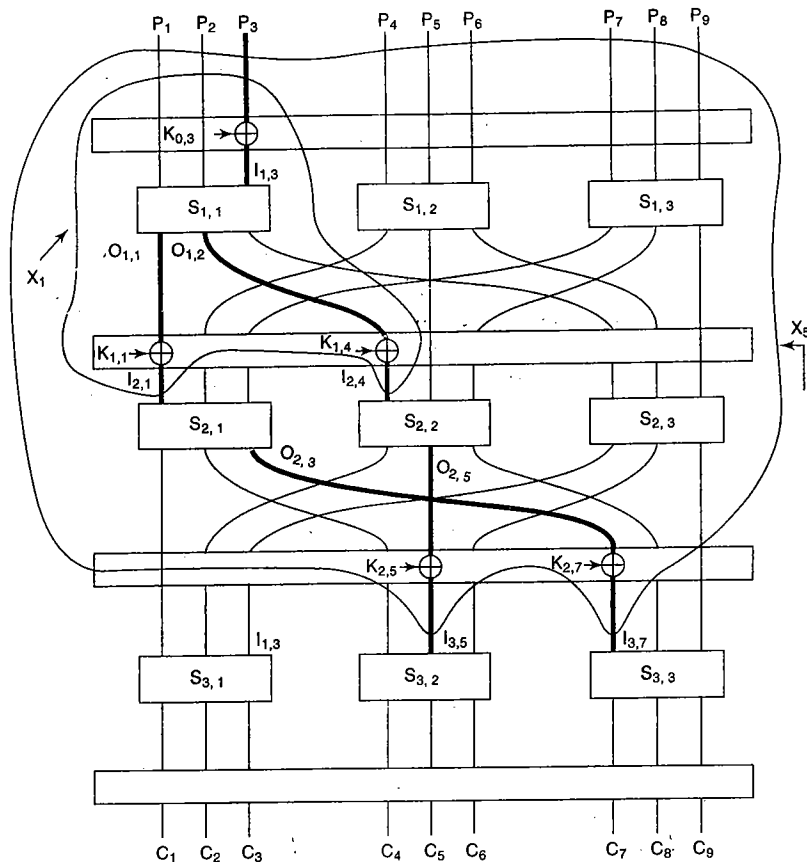 P1 P2 P3 P4 P5 P6 P7 P8 P9
K0,3
I1,3
S1,1 S1,2 S1,3
O1,1 O1,2
X1
K1,1 K1,4
X5
I2,1 I2,4
S2,1 S2,2 S2,3
O2,3 O2,5
K2,5 K2,7
I1,3 I3,5 I3,7
S3,1 S3,2 S3,3
C1 C2 C3 C4 C5 C6 C7 C8 C9